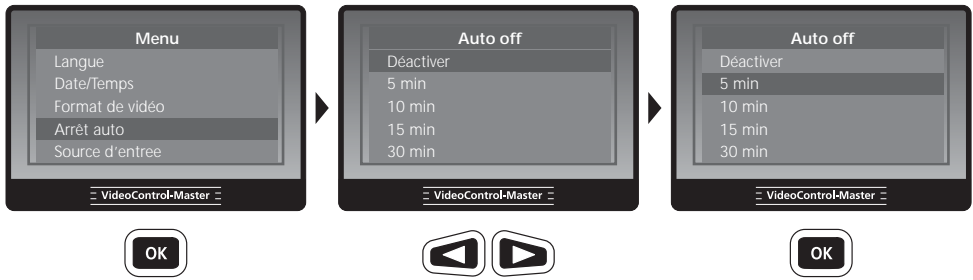 Menu
Langue
Date/Temps
Format de vidéo
Arrêt auto
Source d'entree
VideoControl-Master
OK
Auto off
Déactiver
5 min
10 min
15 min
30 min
VideoControl-Master
Auto off
Déactiver
5 min
10 min
15 min
30 min
VideoControl-Master
OK